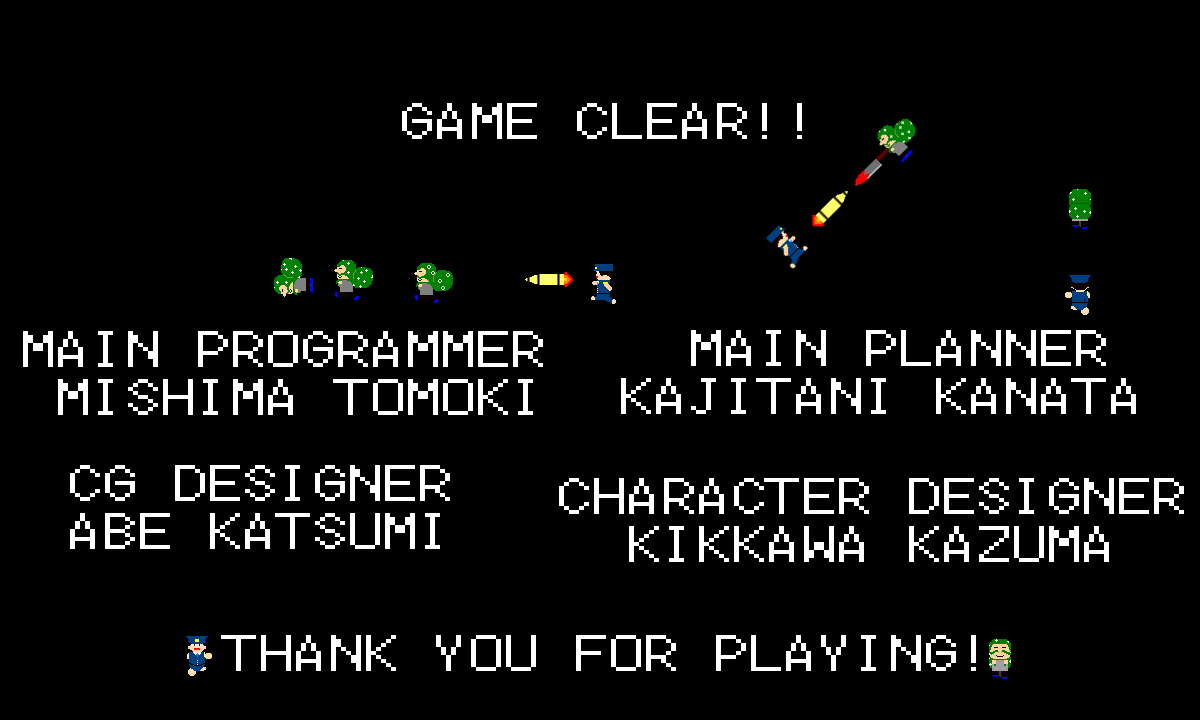 GAME CLEAR!!
MAIN PROGRAMMER
MISHIMA TOMOKI
MAIN PLANNER
KAJITANI KANATA
CG DESIGNER
ABE KATSUMI
CHARACTER DESIGNER
KIKKAWA KAZUMA
THANK YOU FOR PLAYING!